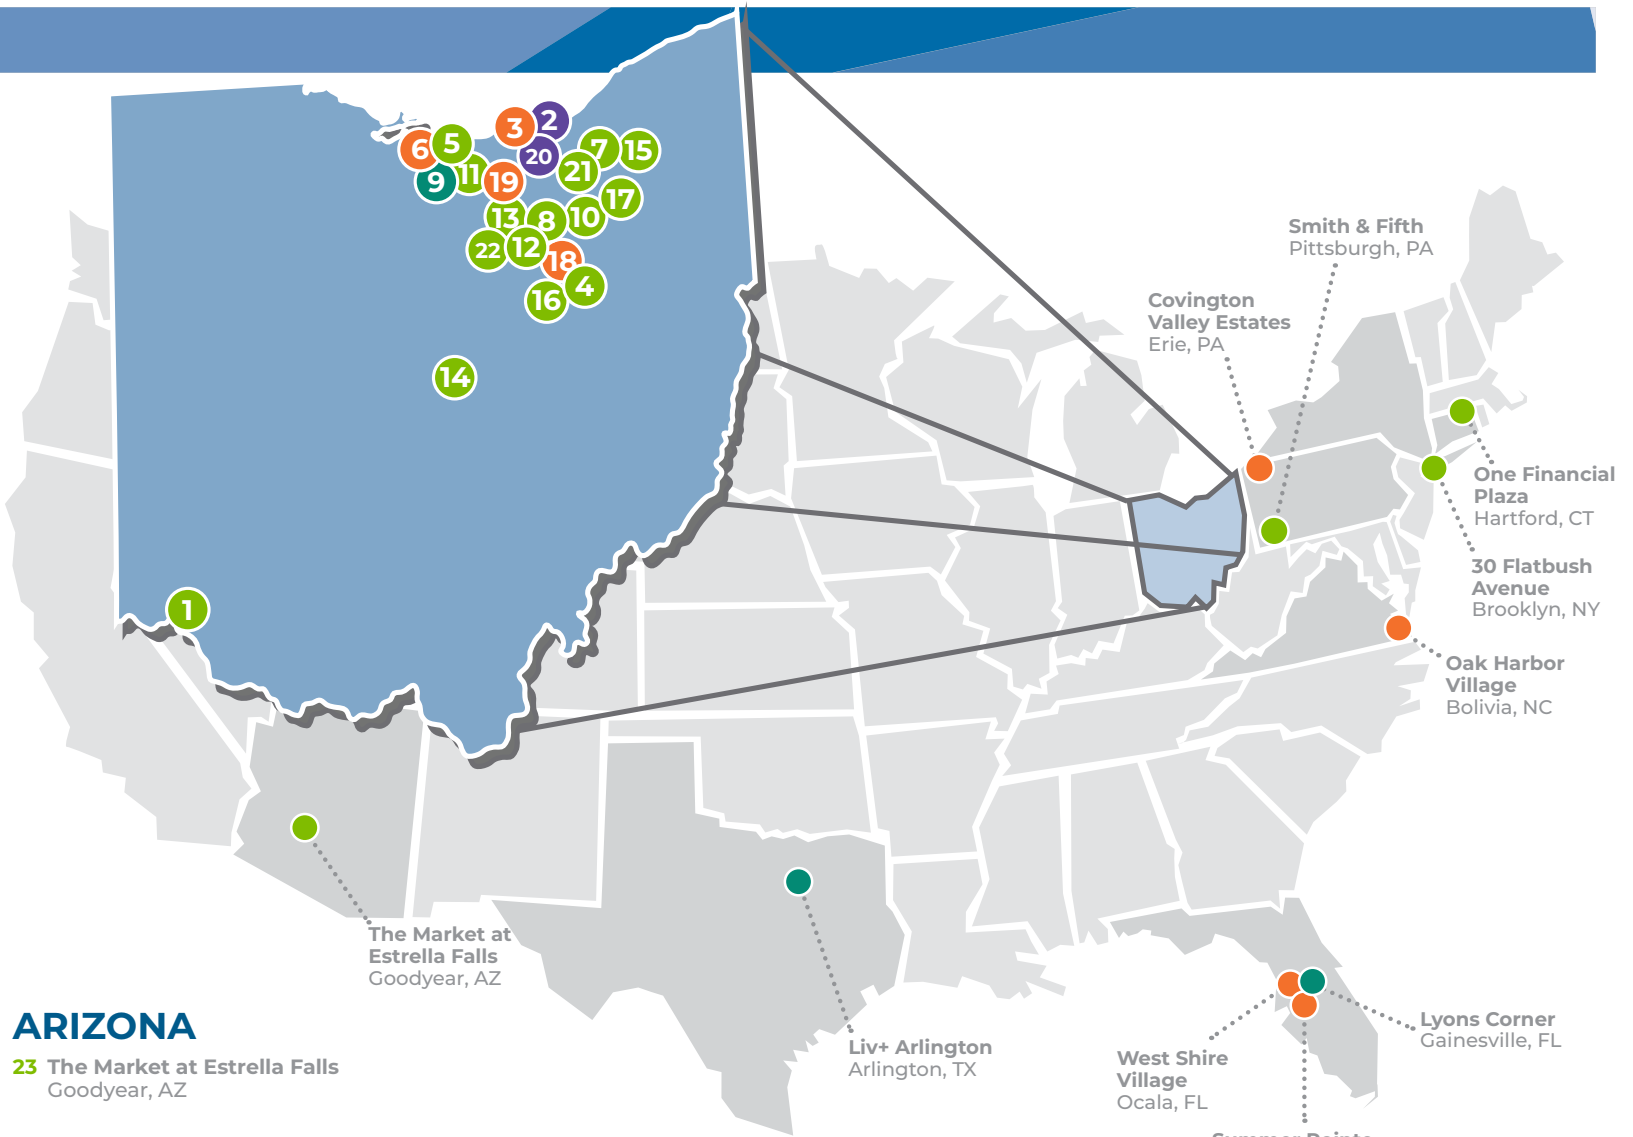 3
2
6
5
20
7
15
9
11
19
21
17
13
8
10
22
12
18
16
4
14
1
Smith & Fifth
Pittsburgh, PA
Covington
Valley Estates
Erie, PA
One Financial
Plaza
Hartford, CT
30 Flatbush
Avenue
Brooklyn, NY
Oak Harbor
Village
Bolivia, NC
The Market at
Estrella Falls
Goodyear, AZ
Liv+ Arlington
Arlington, TX
Lyons Corner
Gainesville, FL
West Shire
Village
Ocala, FL
Summer Pointe
ARIZONA
23 The Market at Estrella Falls
Goodyear, AZ